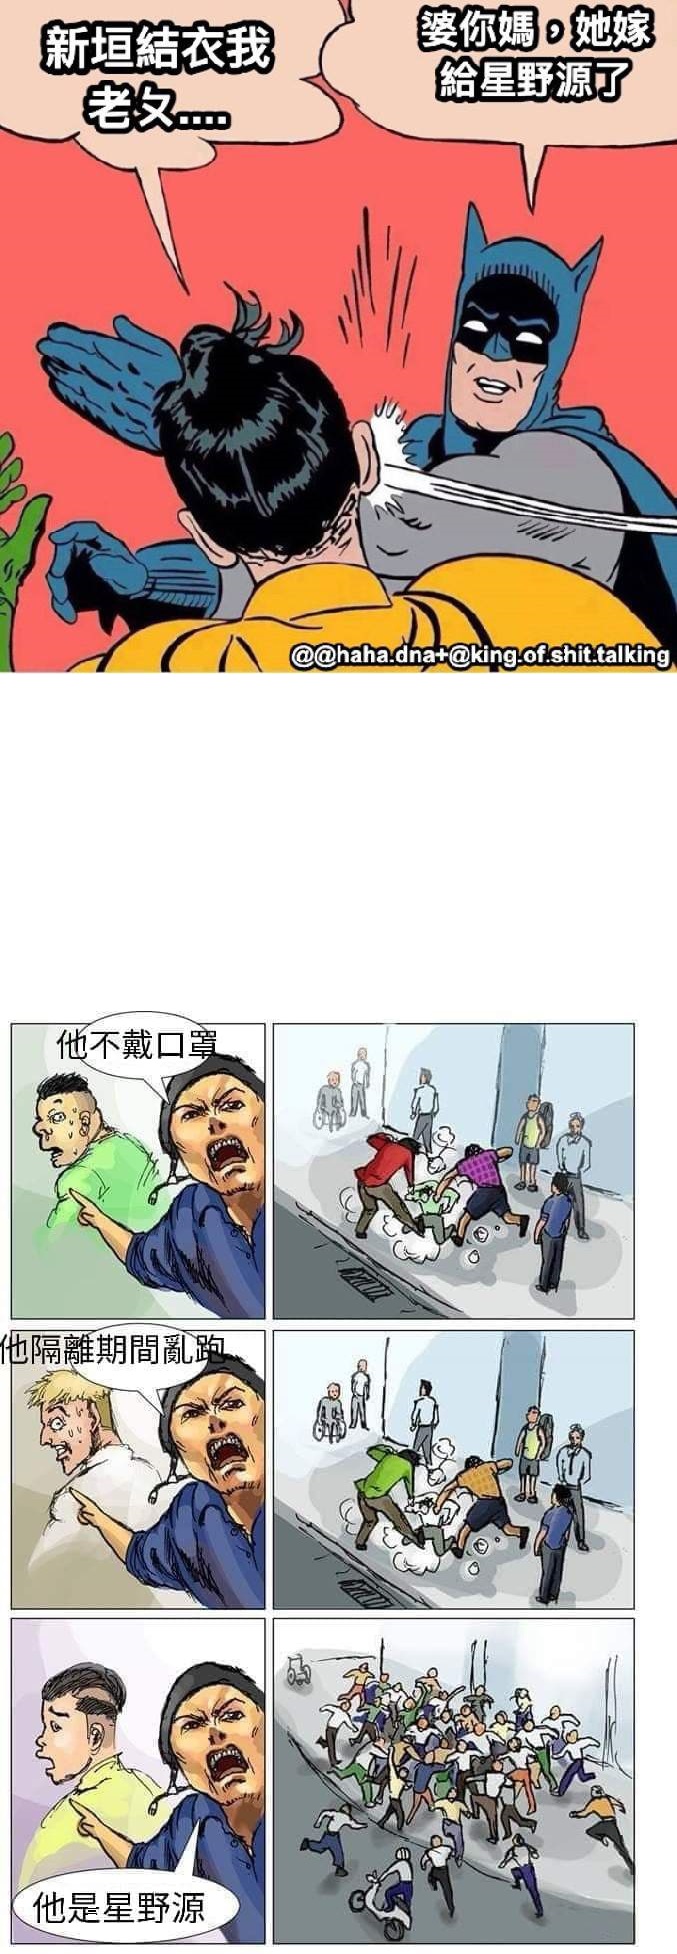 新垣結衣我
老ㄆ....
婆你媽，她嫁
給星野源了
@@haha.dna+@king.of.shit.talking
他不戴口罩
他隔離期間亂跑
他是星野源